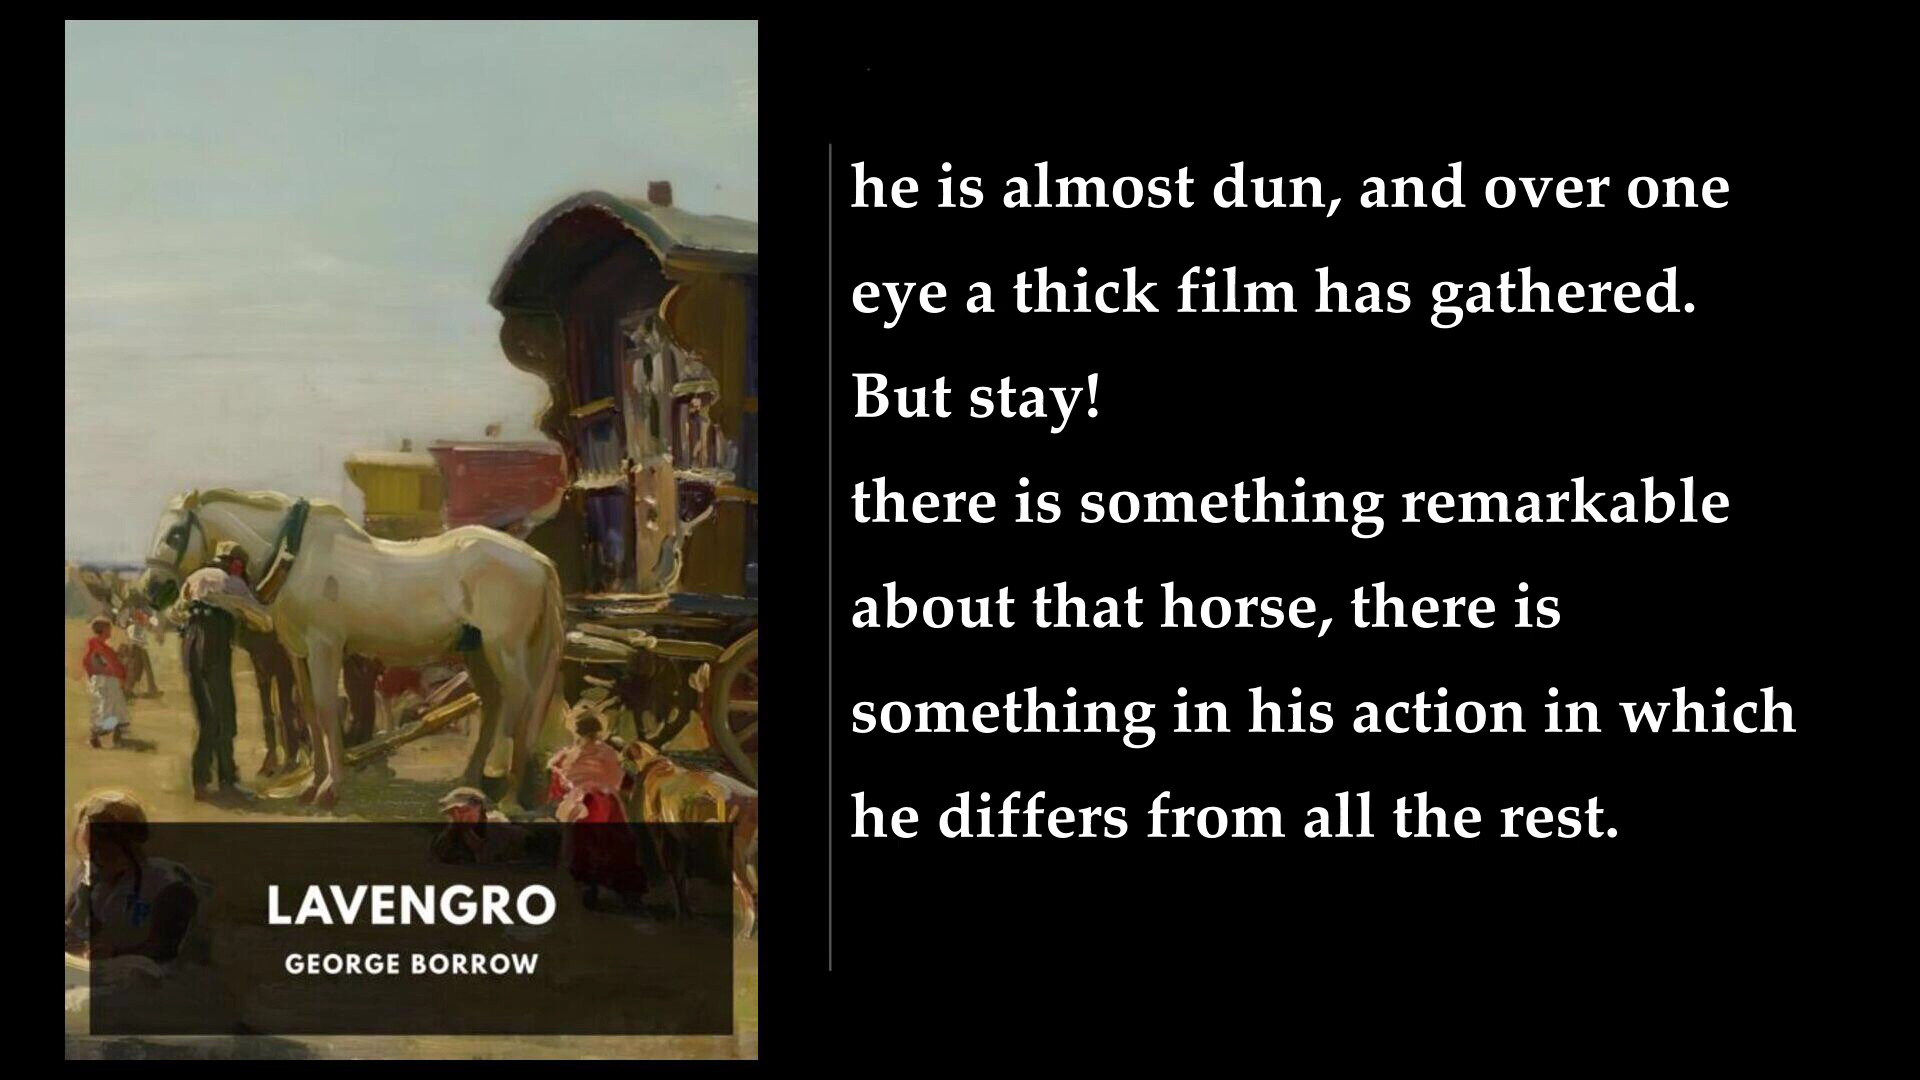 he is almost dun, and over one
eye a thick film has gathered.
But stay!
there is something remarkable
about that horse, there is
something in his action in which
he differs from all the rest.
LAVENGRO
GEORGE BORROW